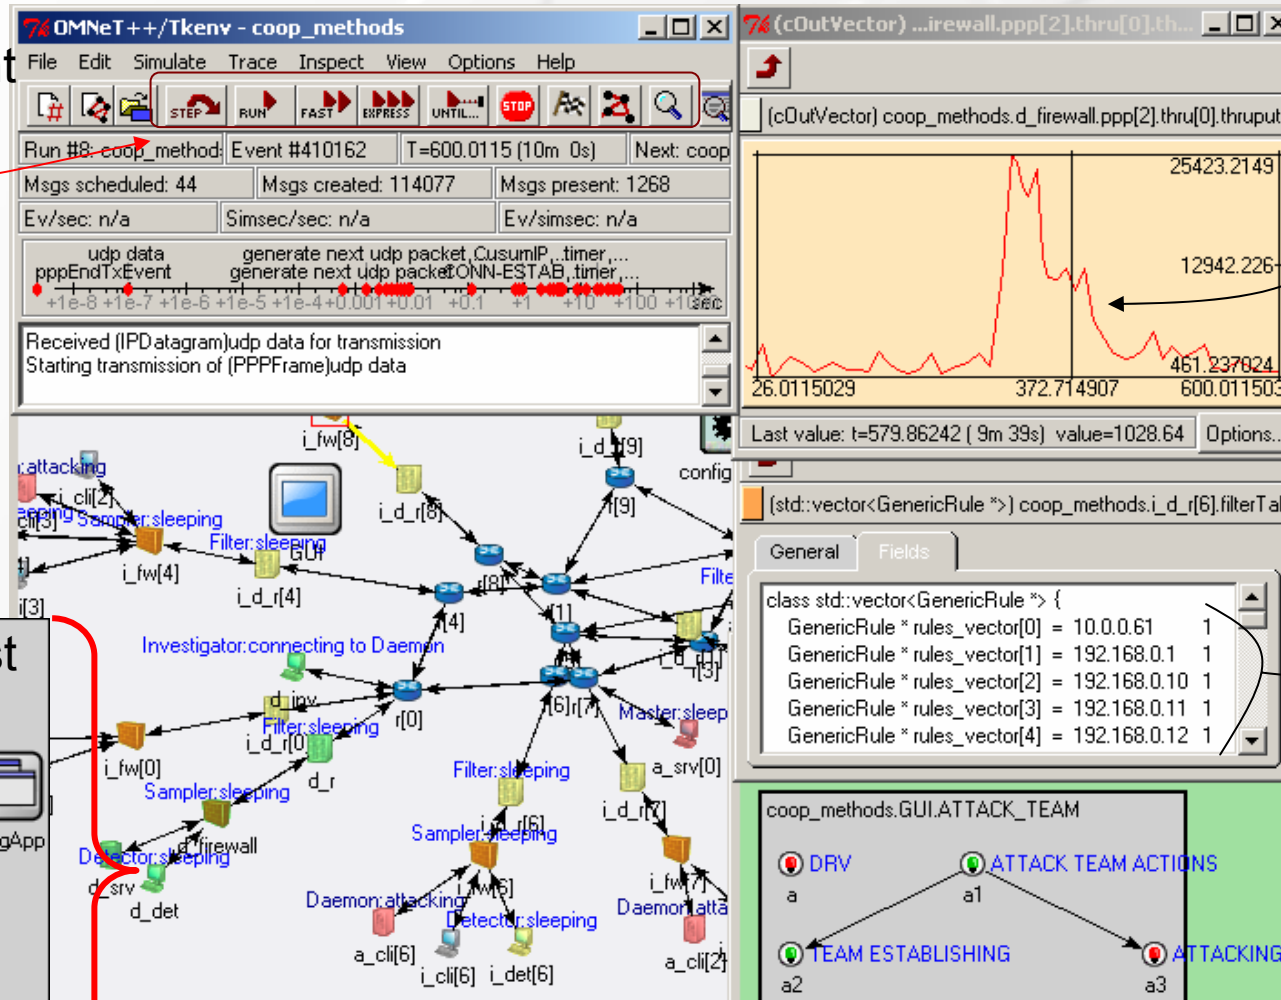 OMNeT++/Tkenv - coop_methods
File Edit Simulate Trace Inspect View Options Help
STEP RUN FAST EXPRESS UNTIL... STOP
Run #8: coop_method
Event #410162
T=600.0115 (10m 0s)
Next: coop
Msgs scheduled: 44
Msgs created: 114077
Msgs present: 1268
Ev/sec: n/a
Simsec/sec: n/a
Ev/simsec: n/a
udp data
generate next udp packet, CusumIP, .timer,...
pppEndTxEvent
generate next udp packet CONN-ESTAB, timer,...
+1e-8 +1e-7 +1e-6 +1e-5 +1e-4 +0.001 +0.01 +0.1 +1 +10 +100
sec
Received (IPDatagram)udp data for transmission
Starting transmission of (PPPFrame)udp data
(cOutVector) ...irewall.ppp[2].thru[0].th...
(cOutVector) coop_methods.d_firewall.ppp[2].thru[0].thruput
25423.2149
12942.226
461.237024
26.0115029
372.714907
600.011503
Last value: t=579.86242 ( 9m 39s) value=1028.64
Options..
(std::vector<GenericRule *>) coop_methods.i_d_r[6].filterTal
General
Fields
class std::vector<GenericRule *> {
GenericRule * rules_vector[0] = 10.0.0.61 1
GenericRule * rules_vector[1] = 192.168.0.1 1
GenericRule * rules_vector[2] = 192.168.0.10 1
GenericRule * rules_vector[3] = 192.168.0.11 1
GenericRule * rules_vector[4] = 192.168.0.12 1
i_fw[8]
i_d_r[9]
config
:attacking
i_cli[2]
i_d_r[8]
r[9]
cli[3]
Sampler:sleeping
Filter:sleeping
GUI
i_fw[4]
r[8]
i_d_r[4]
[1]
Filte
i[3]
[4]
Investigator:connecting to Daemon
r[3]
d_inv
r[0]
[6]
r[7]
Master:sleep
Filter:sleeping
i_d_r[0]
a_srv[0]
i_fw[0]
d_r
Filter:sleeping
Sampler:sleeping
i_d_r[7]
i_d_r[6]
gApp
d_firewall
Sampler:sleeping
Detector:sleeping
d_srv
i_fw[6]
i_fw[7]
d_det
Daemon:attacking
Detector:sleeping
Daemon:atta
a_cli[6]
i_cli[6]
i_det[6]
a_cli[2]
st
t
coop_methods.GUI.ATTACK_TEAM
DRV
ATTACK TEAM ACTIONS
a
a1
TEAM ESTABLISHING
ATTACKING
a2
a3